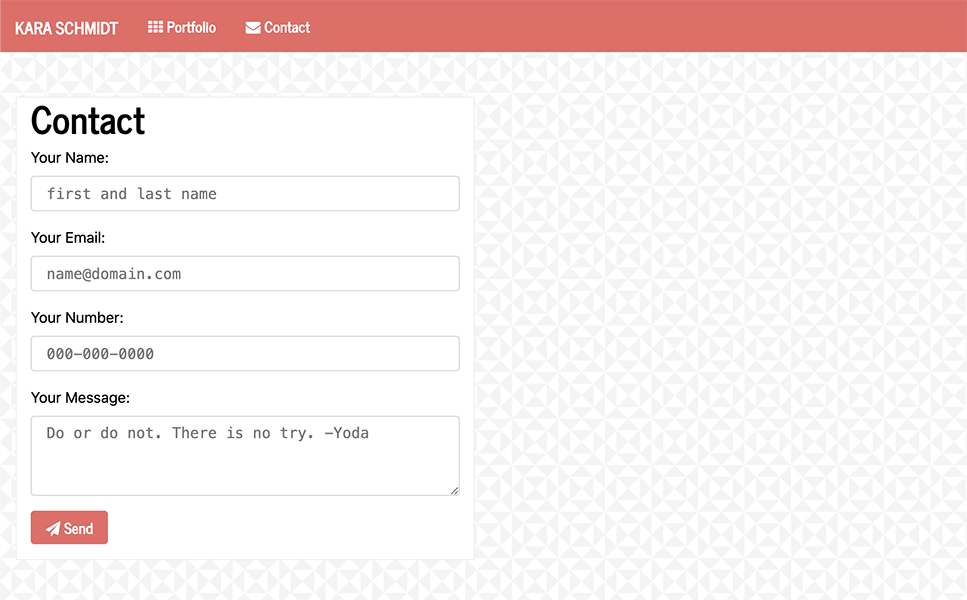 KARA SCHMIDT Portfolio Contact
Contact
Your Name:
first and last name
Your Email:
name@domain.com
Your Number:
000-000-0000
Your Message:
Do or do not. There is no try. -Yoda
Send